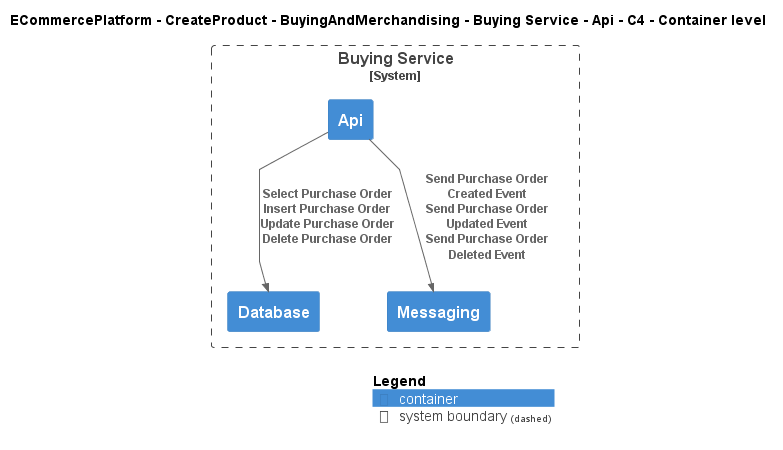 ECommercePlatform - CreateProduct - BuyingAndMerchandising - Buying Service - Api - C4 - Container level
Buying Service
[System]
Api
Select Purchase Order
Insert Purchase Order
Update Purchase Order
Delete Purchase Order
Send Purchase Order
Created Event
Send Purchase Order
Updated Event
Send Purchase Order
Deleted Event
Database
Messaging
Legend
container
system boundary (dashed)